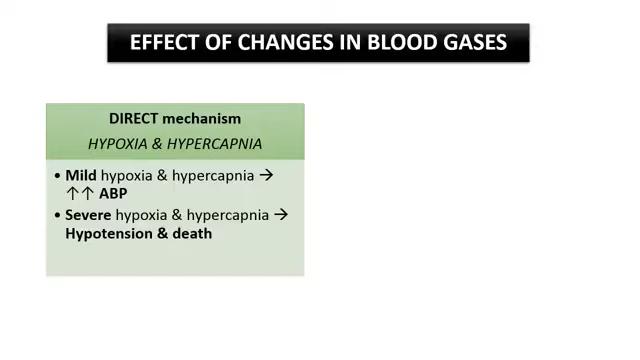 EFFECT OF CHANGES IN BLOOD GASES
DIRECT mechanism
HYPOXIA & HYPERCAPNIA
• Mild hypoxia & hypercapnia →
↑↑ ABP
• Severe hypoxia & hypercapnia →
Hypotension & death